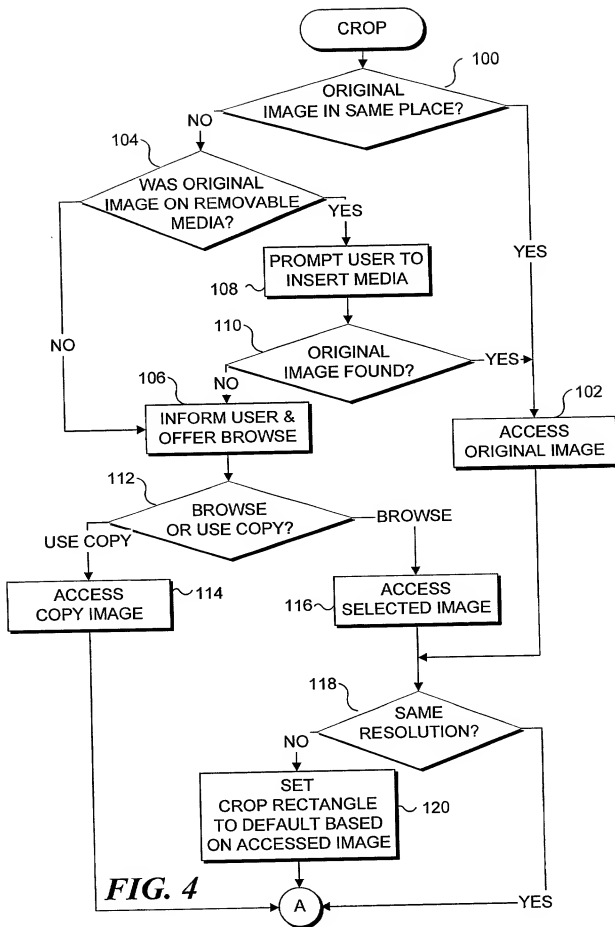 CROP
100
ORIGINAL
IMAGE IN SAME PLACE?
NO
104
WAS ORIGINAL
IMAGE ON REMOVABLE
MEDIA?
YES
YES
PROMPT USER TO
INSERT MEDIA
108
110
ORIGINAL
IMAGE FOUND?
YES
NO
NO
106
INFORM USER &
OFFER BROWSE
102
ACCESS
ORIGINAL IMAGE
112
BROWSE
OR USE COPY?
BROWSE
USE COPY
ACCESS
COPY IMAGE
114
ACCESS
SELECTED IMAGE
116
118
SAME
RESOLUTION?
NO
SET
CROP RECTANGLE
TO DEFAULT BASED
ON ACCESSED IMAGE
120
FIG. 4
A
YES